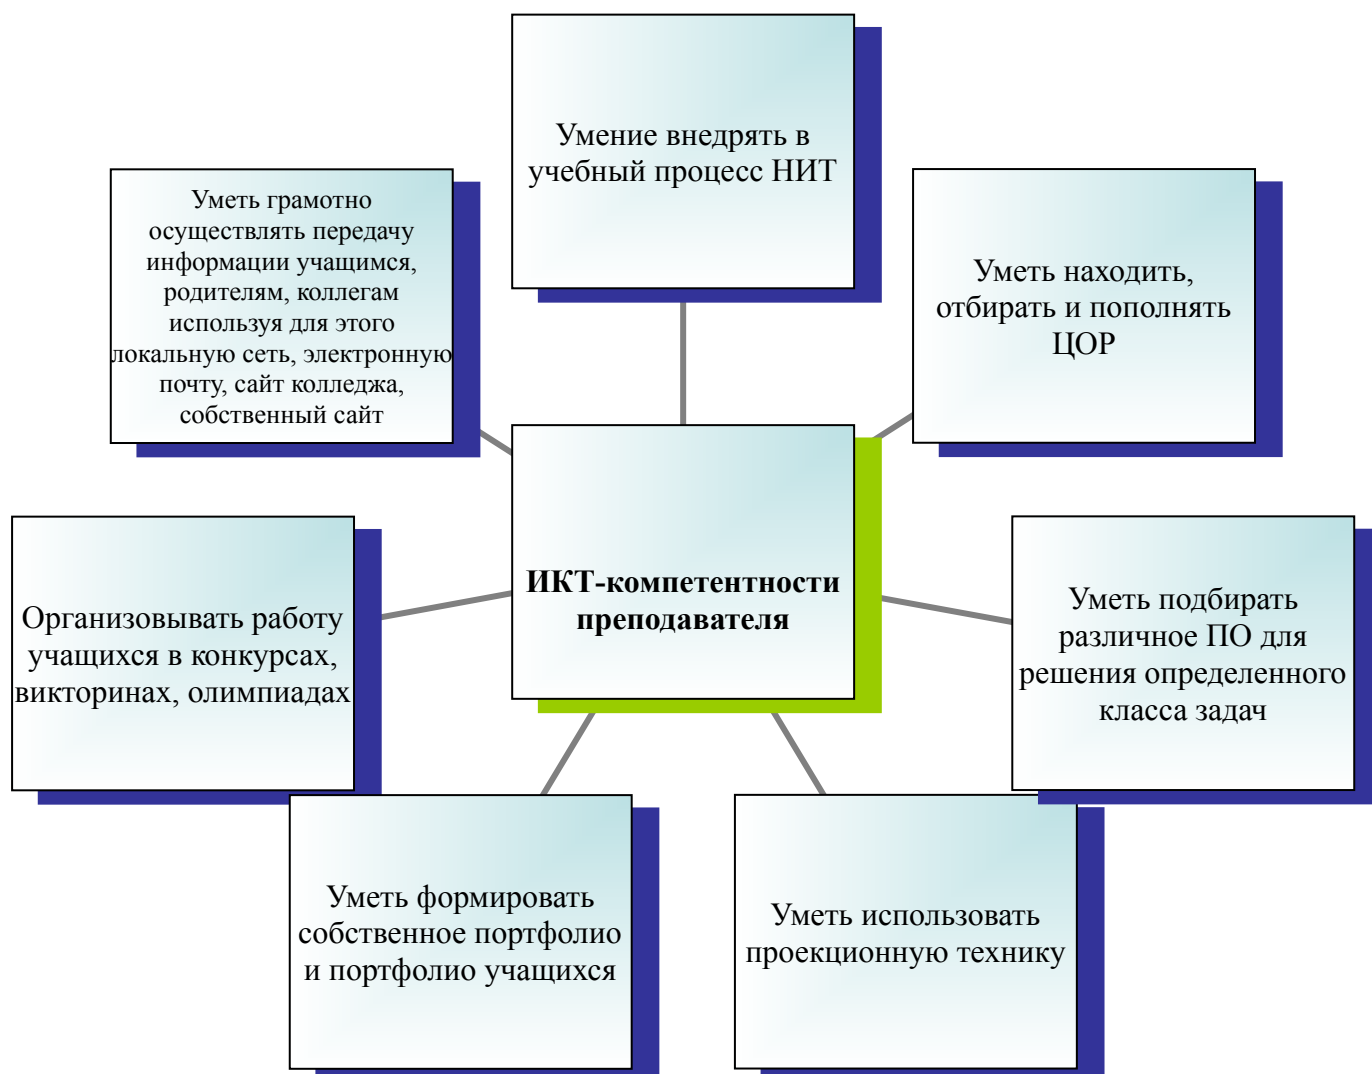 Умение внедрять в
учебный процесс НИТ
Уметь грамотно
осуществлять передачу
информации учащимся,
родителям, коллегам
используя для этого
локальную сеть, электронную
почту, сайт колледжа,
собственный сайт
Уметь находить,
отбирать и пополнять
ЦОР
ИКТ-компетентности
преподавателя
Организовывать работу
учащихся в конкурсах,
викторинах, олимпиадах
Уметь подбирать
различное ПО для
решения определенного
класса задач
Уметь формировать
собственное портфолио
и портфолио учащихся
Уметь использовать
проекционную технику